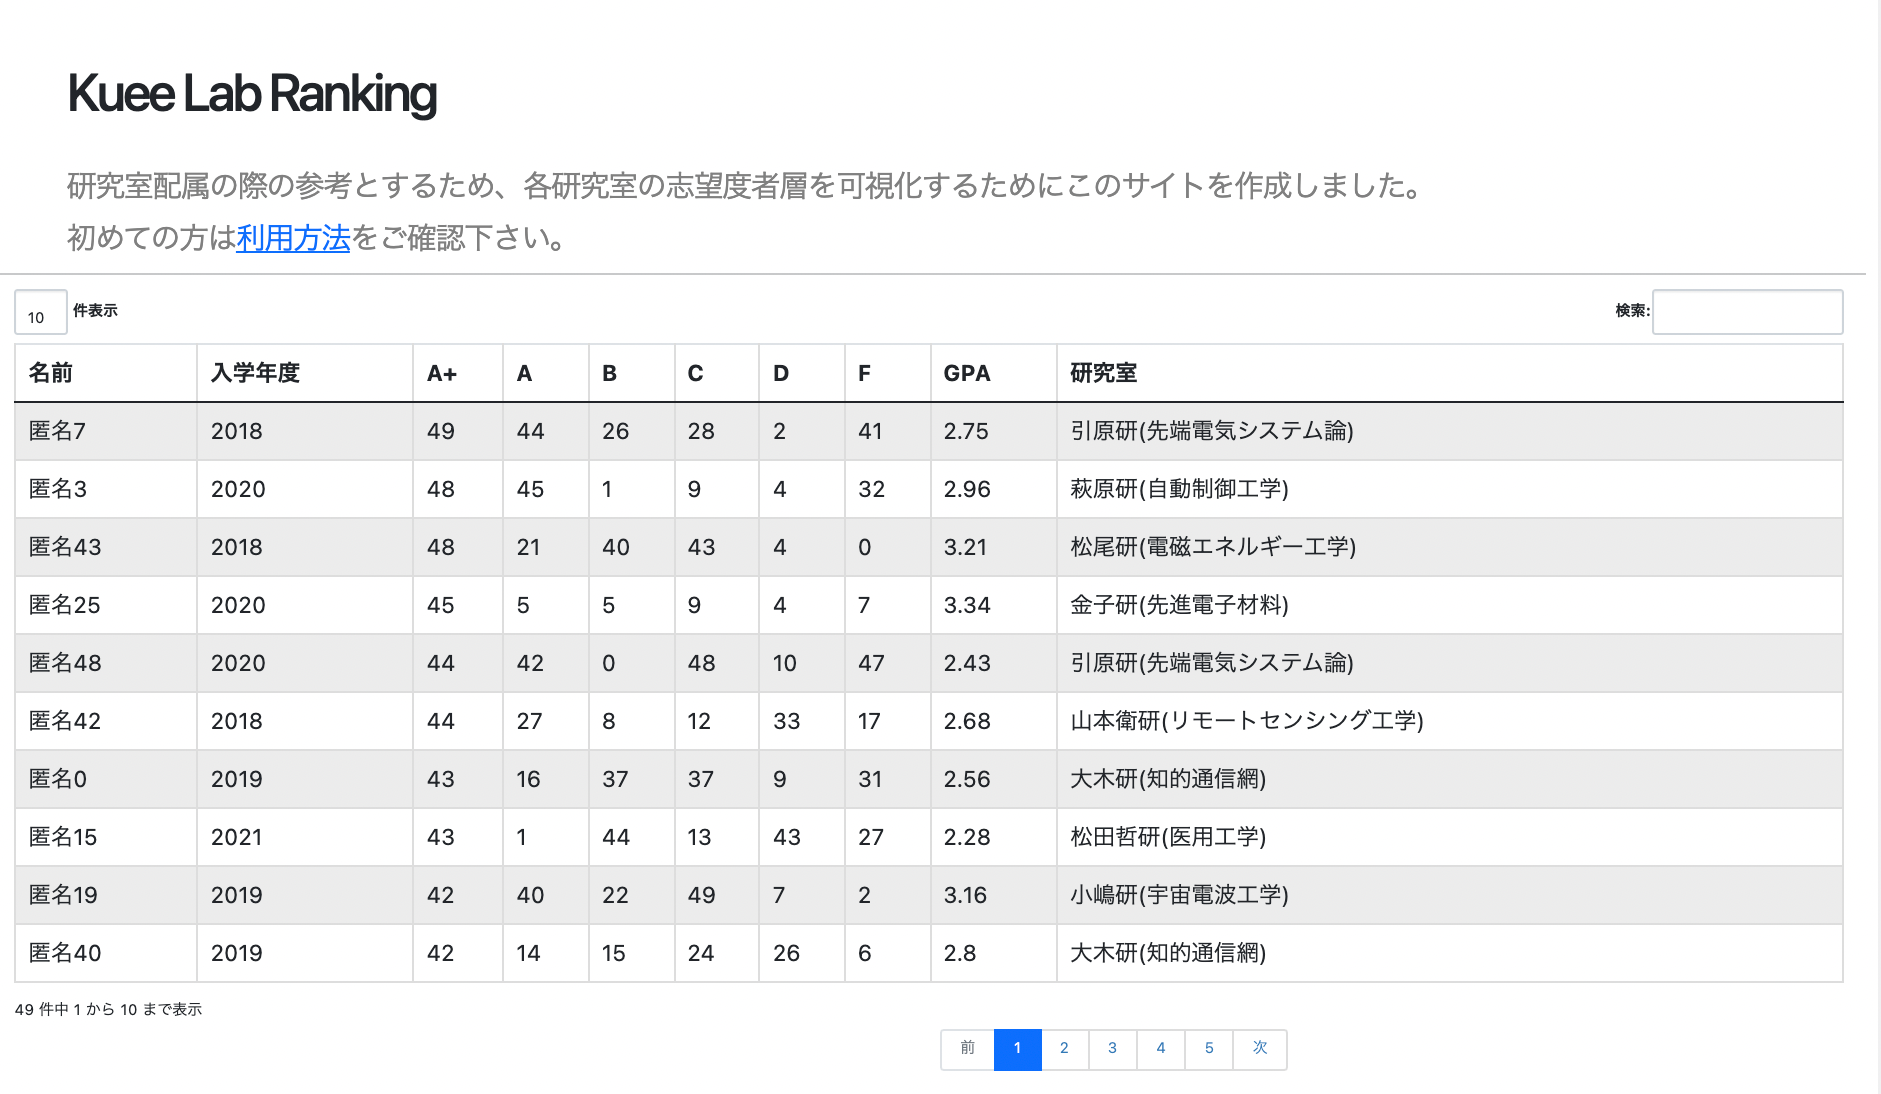 Kuee Lab Ranking
研究室配属の際の参考とするため、各研究室の志望度者層を可視化するためにこのサイトを作成しました。
初めての方は利用方法をご確認下さい。
10 件表示 検索:
名前 入学年度 A+ A B C D F GPA 研究室
匿名7 2018 49 44 26 28 2 41 2.75 引原研(先端電気システム論)
匿名3 2020 48 45 1 9 4 32 2.96 萩原研(自動制御工学)
匿名43 2018 48 21 40 43 4 0 3.21 松尾研(電磁エネルギー工学)
匿名25 2020 45 5 5 9 4 7 3.34 金子研(先進電子材料)
匿名48 2020 44 42 0 48 10 47 2.43 引原研(先端電気システム論)
匿名42 2018 44 27 8 12 33 17 2.68 山本衛研(リモートセンシング工学)
匿名0 2019 43 16 37 37 9 31 2.56 大木研(知的通信網)
匿名15 2021 43 1 44 13 43 27 2.28 松田哲研(医用工学)
匿名19 2019 42 40 22 49 7 2 3.16 小嶋研(宇宙電波工学)
匿名40 2019 42 14 15 24 26 6 2.8 大木研(知的通信網)
49 件中 1 から 10 まで表示
前 1 2 3 4 5 次